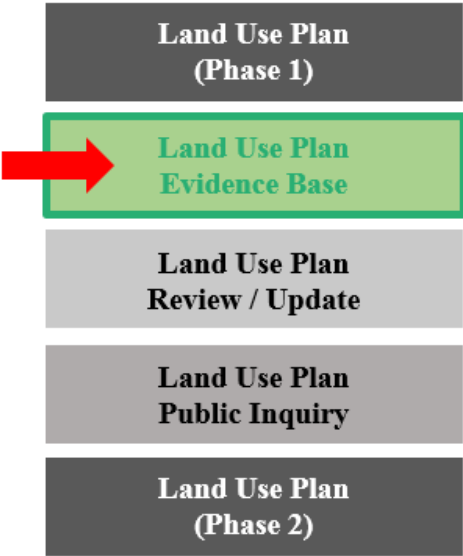 Land Use Plan
(Phase 1)
Land Use Plan
Evidence Base
Land Use Plan
Review / Update
Land Use Plan
Public Inquiry
Land Use Plan
(Phase 2)